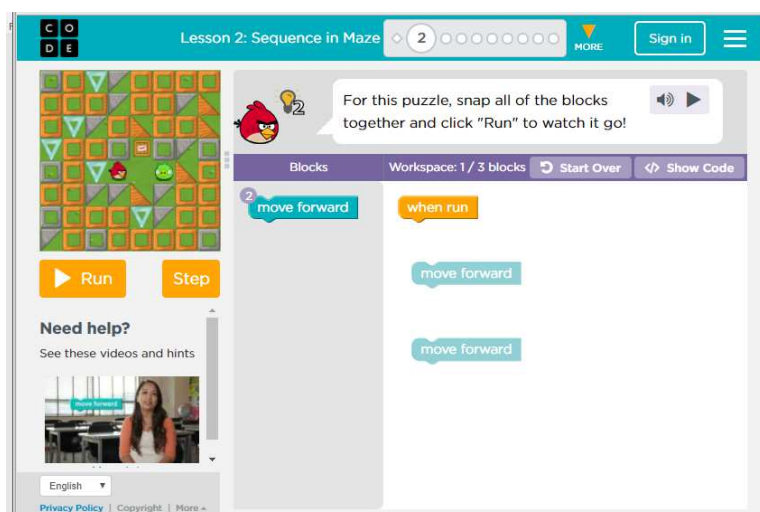 C O
D E
Lesson 2: Sequence in Maze
2
MORE
Sign in
2
For this puzzle, snap all of the blocks
together and click "Run" to watch it go!
Blocks
Workspace: 1 / 3 blocks
Start Over
</> Show Code
2
move forward
when run
move forward
move forward
Run
Step
Need help?
See these videos and hints
move forward
English
Privacy Policy | Copyright | More